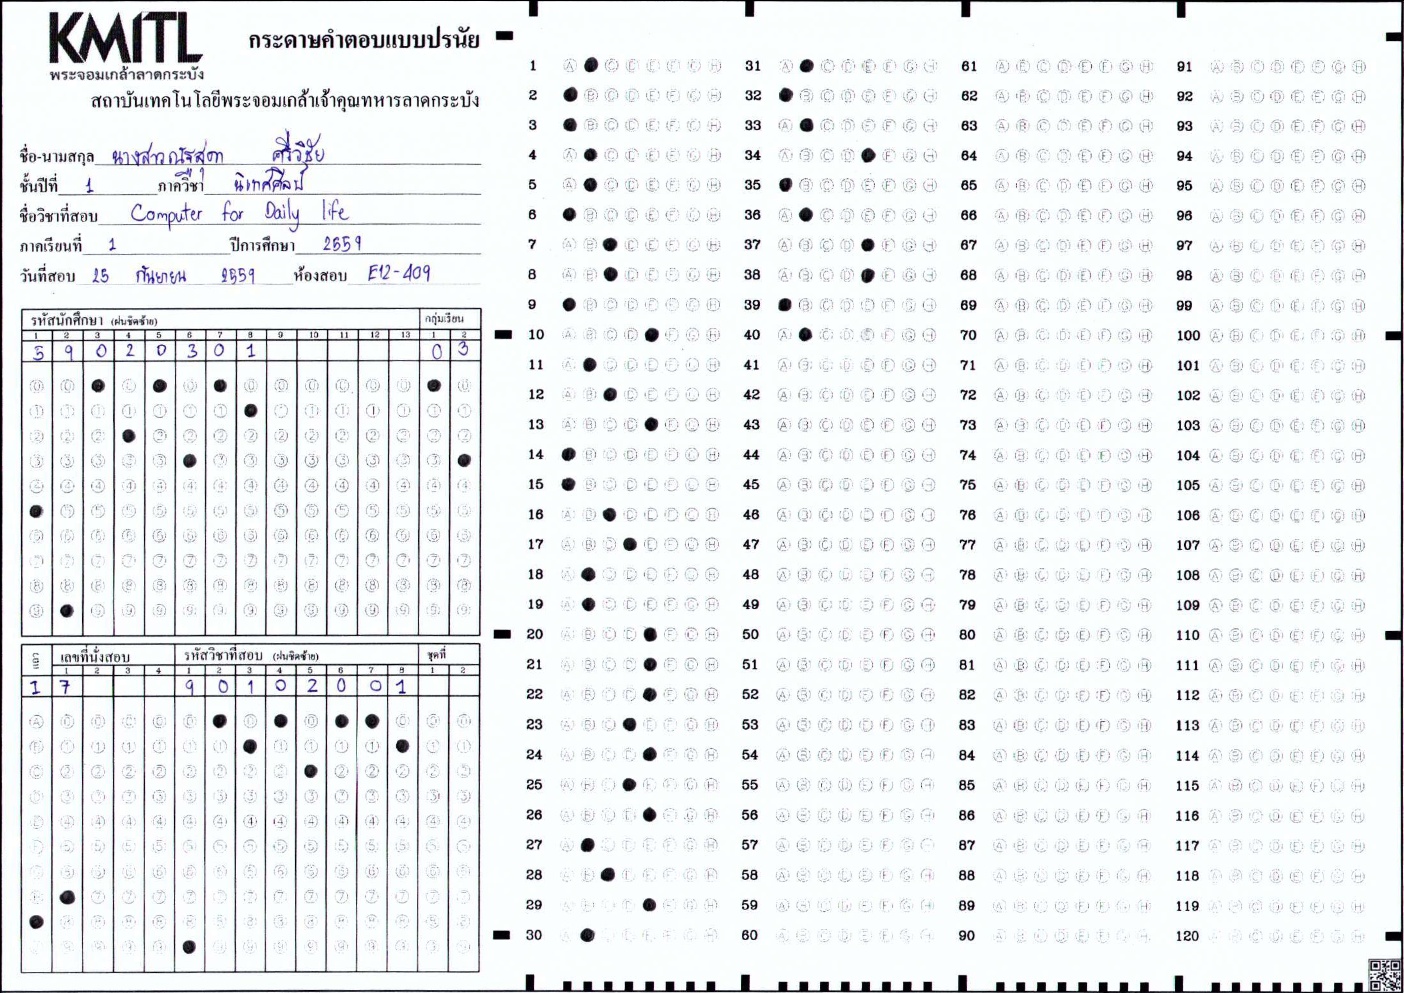 KMITL
พระจอมเกล้าลาดกระบัง
กระดาษคำตอบแบบปรนัย
สถาบันเทคโนโลยีพระจอมเกล้าเจ้าคุณทหารลาดกระบัง
ชื่อ-นามสกุล นางสาวณัรสุดา ศรีวิชัย
ชั้นปีที่ 1 ภาควิชา นิเทศศิลป์
ชื่อวิชาที่สอบ Computer for Daily life
ภาคเรียนที่ 1 ปีการศึกษา 2559
วันที่สอบ 25 กันยายน 2559 ห้องสอบ E12-409
รหัสนักศึกษา (ฝนชิดซ้าย) กลุ่มเรียน
1 2 3 4 5 6 7 8 9 10 11 12 13 1 2
5 9 0 2 0 3 0 1 0 3
เลขที่นั่งสอบ รหัสวิชาที่สอบ (ฝนชิดซ้าย) ชุดที่
1 2 3 4 1 2 3 4 5 6 7 8 1 2
I 7 9 0 1 0 2 0 0 1
1 31 61 91
2 32 62 92
3 33 63 93
4 34 64 94
5 35 65 95
6 36 66 96
7 37 67 97
8 38 68 98
9 39 69 99
10 40 70 100
11 41 71 101
12 42 72 102
13 43 73 103
14 44 74 104
15 45 75 105
16 46 76 106
17 47 77 107
18 48 78 108
19 49 79 109
20 50 80 110
21 51 81 111
22 52 82 112
23 53 83 113
24 54 84 114
25 55 85 115
26 56 86 116
27 57 87 117
28 58 88 118
29 59 89 119
30 60 90 120